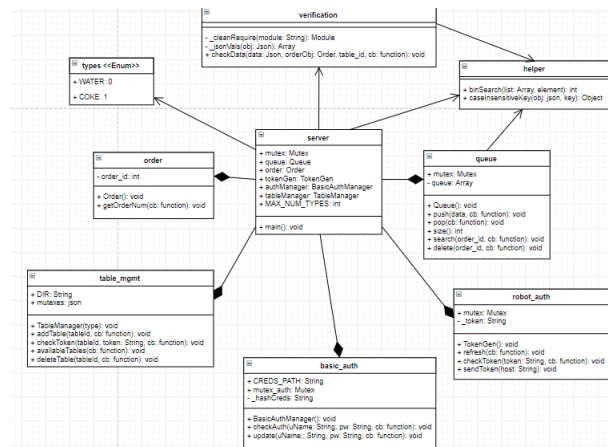 verification
- _cleanRequire(module: String): Module
- _jsonVals(obj: Json): Array
+ checkData(data: Json, orderObj: Order, table_id, cb: function): void
types <<Enum>>
+ WATER: 0
+ COKE: 1
helper
+ binSearch(list: Array, element): int
+ caseInsensitiveKey(obj: json, key): Object
server
+ mutex: Mutex
+ queue: Queue
+ order: Order
+ tokenGen: TokenGen
+ authManager: BasicAuthManager
+ tableManager: TableManager
+ MAX_NUM_TYPES: int
+ main(): void
order
- order_id: int
+ Order(): void
+ getOrderNum(cb: function): void
queue
+ mutex: Mutex
- queue: Array
+ Queue(): void
+ push(data, cb: function): void
+ pop(cb: function): void
+ size(): int
+ search(order_id, cb: function): void
+ delete(order_id, cb: function): void
table_mgmt
+ DIR: String
+ mutexes: json
+ TableManager(type): void
+ addTable(tableId, cb: function): void
+ checkToken(tableId, token: String, cb: function): void
+ availableTables(cb: function): void
+ deleteTable(tableId, cb: function): void
robot_auth
+ mutex: Mutex
- _token: String
+ TokenGen(): void
+ refresh(cb: function): void
+ checkToken(token: String, cb: function): void
+ sendToken(host: String): void
basic_auth
+ CREDS_PATH: String
+ mutex_auth: Mutex
- _hashCreds: String
+ BasicAuthManager(): void
+ checkAuth(uName: String, pw: String, cb: function): void
+ update(uName,: String, pw: String, cb: function): void